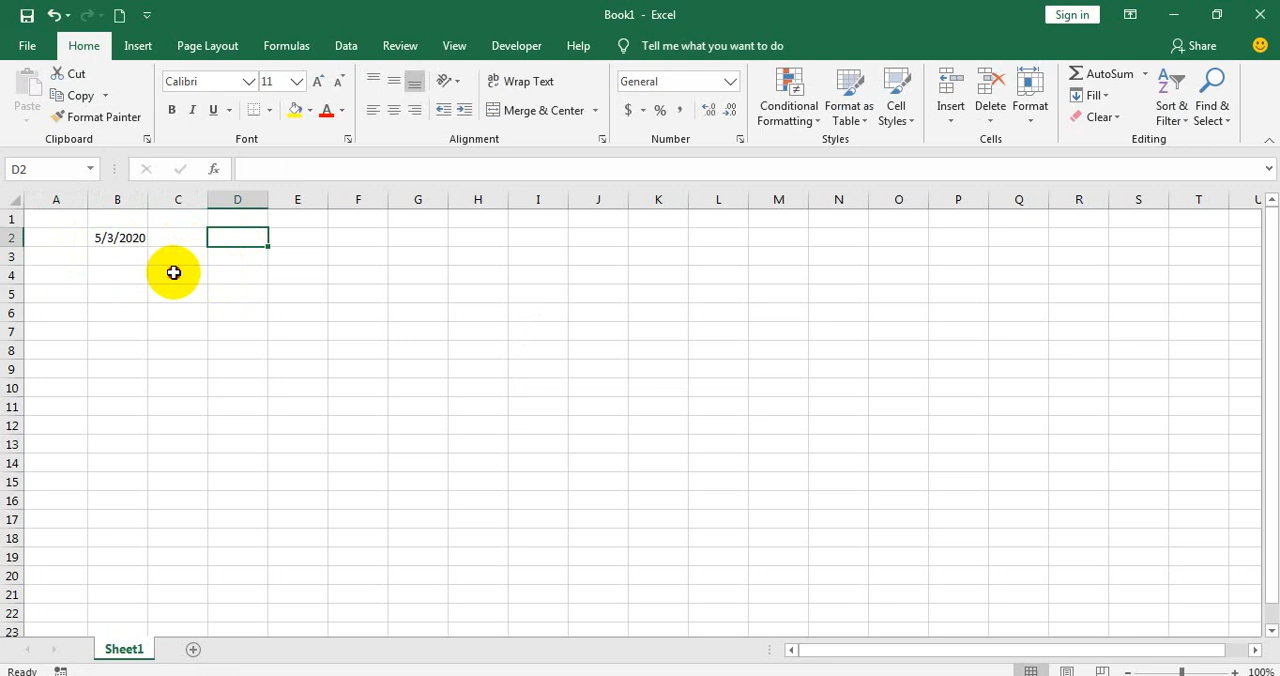 Book1 - Excel
Sign in
File Home Insert Page Layout Formulas Data Review View Developer Help Tell me what you want to do Share
Paste
Cut
Copy
Format Painter
Clipboard
Calibri 11
B I U
Font
Wrap Text
Merge & Center
Alignment
General
$ % ,
Number
Conditional Formatting
Format as Table
Cell Styles
Styles
Insert
Delete
Format
Cells
AutoSum
Fill
Clear
Sort & Filter
Find & Select
Editing
D2 fx
A B C D E F G H I J K L M N O P Q R S T U
1
2 5/3/2020
3
4
5
6
7
8
9
10
11
12
13
14
15
16
17
18
19
20
21
22
23
Sheet1
Ready 100%